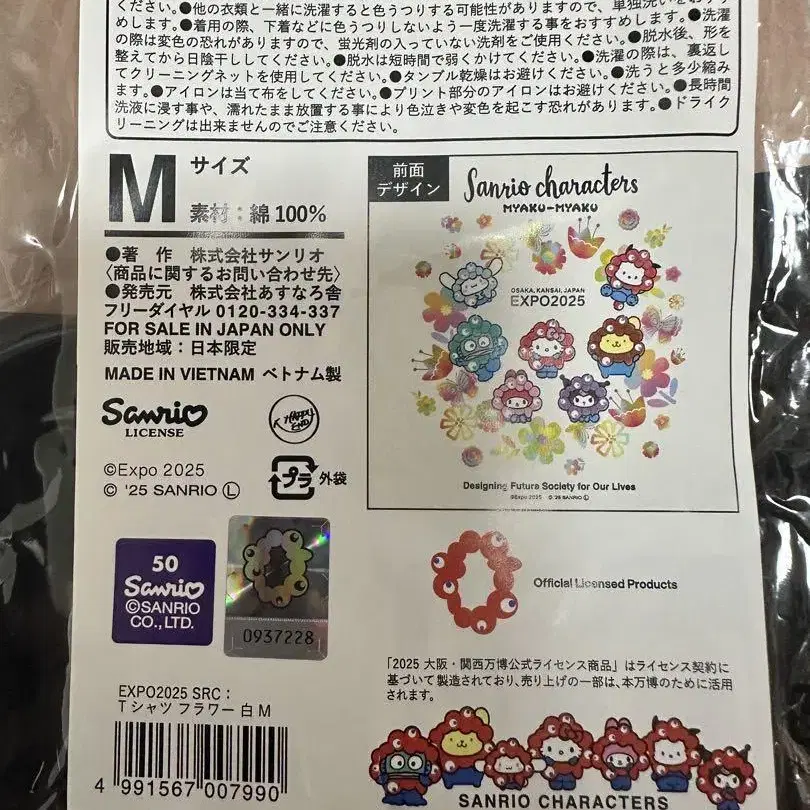 ください。●他の衣類と一緒に洗濯すると色うつりする可能性がありますので、単独洗いをおすす
めします。●着用の際、下着などに色うつりしないよう一度洗濯する事をおすすめします。●洗濯
の際は変色の恐れがありますので、蛍光剤の入っていない洗剤をご使用ください。●脱水後、形を
整えてから日陰干ししてください。●脱水は短時間で弱くかけてください。●洗濯の際は、裏返し
てクリーニングネットを使用してください。●タンブル乾燥はお避けください。●洗うと多少縮み
ます。●アイロンは当て布をしてください。●プリント部分のアイロンはお避けください。●長時間
洗液に浸す事や、濡れたまま放置する事により色泣きや変色を起こす恐れがあります。●ドライク
リーニングは出来ませんのでご注意ください。
M サイズ
素材：綿100%
●著 作 株式会社サンリオ
〈商品に関するお問い合わせ先〉
●発売元 株式会社あすなろ舎
フリーダイヤル 0120-334-337
FOR SALE IN JAPAN ONLY
販売地域：日本限定
MADE IN VIETNAM ベトナム製
Sanrio
LICENSE
HAPPY
END
©Expo 2025
© '25 SANRIO Ⓛ
プラ 外袋
50
Sanrio
©SANRIO
CO.,LTD.
0937228
EXPO2025 SRC：
Tシャツ フラワー 白 M
4 991567 007990
前面
デザイン
Sanrio characters
MYAKU-MYAKU
OSAKA, KANSAI, JAPAN
EXPO2025
Designing Future Society for Our Lives
©Expo 2025 © '25 SANRIO Ⓛ
Official Licensed Products
「2025 大阪・関西万博公式ライセンス商品」はライセンス契約に
基づいて製造されており、売り上げの一部は、本万博のために活用
されます。
SANRIO CHARACTERS